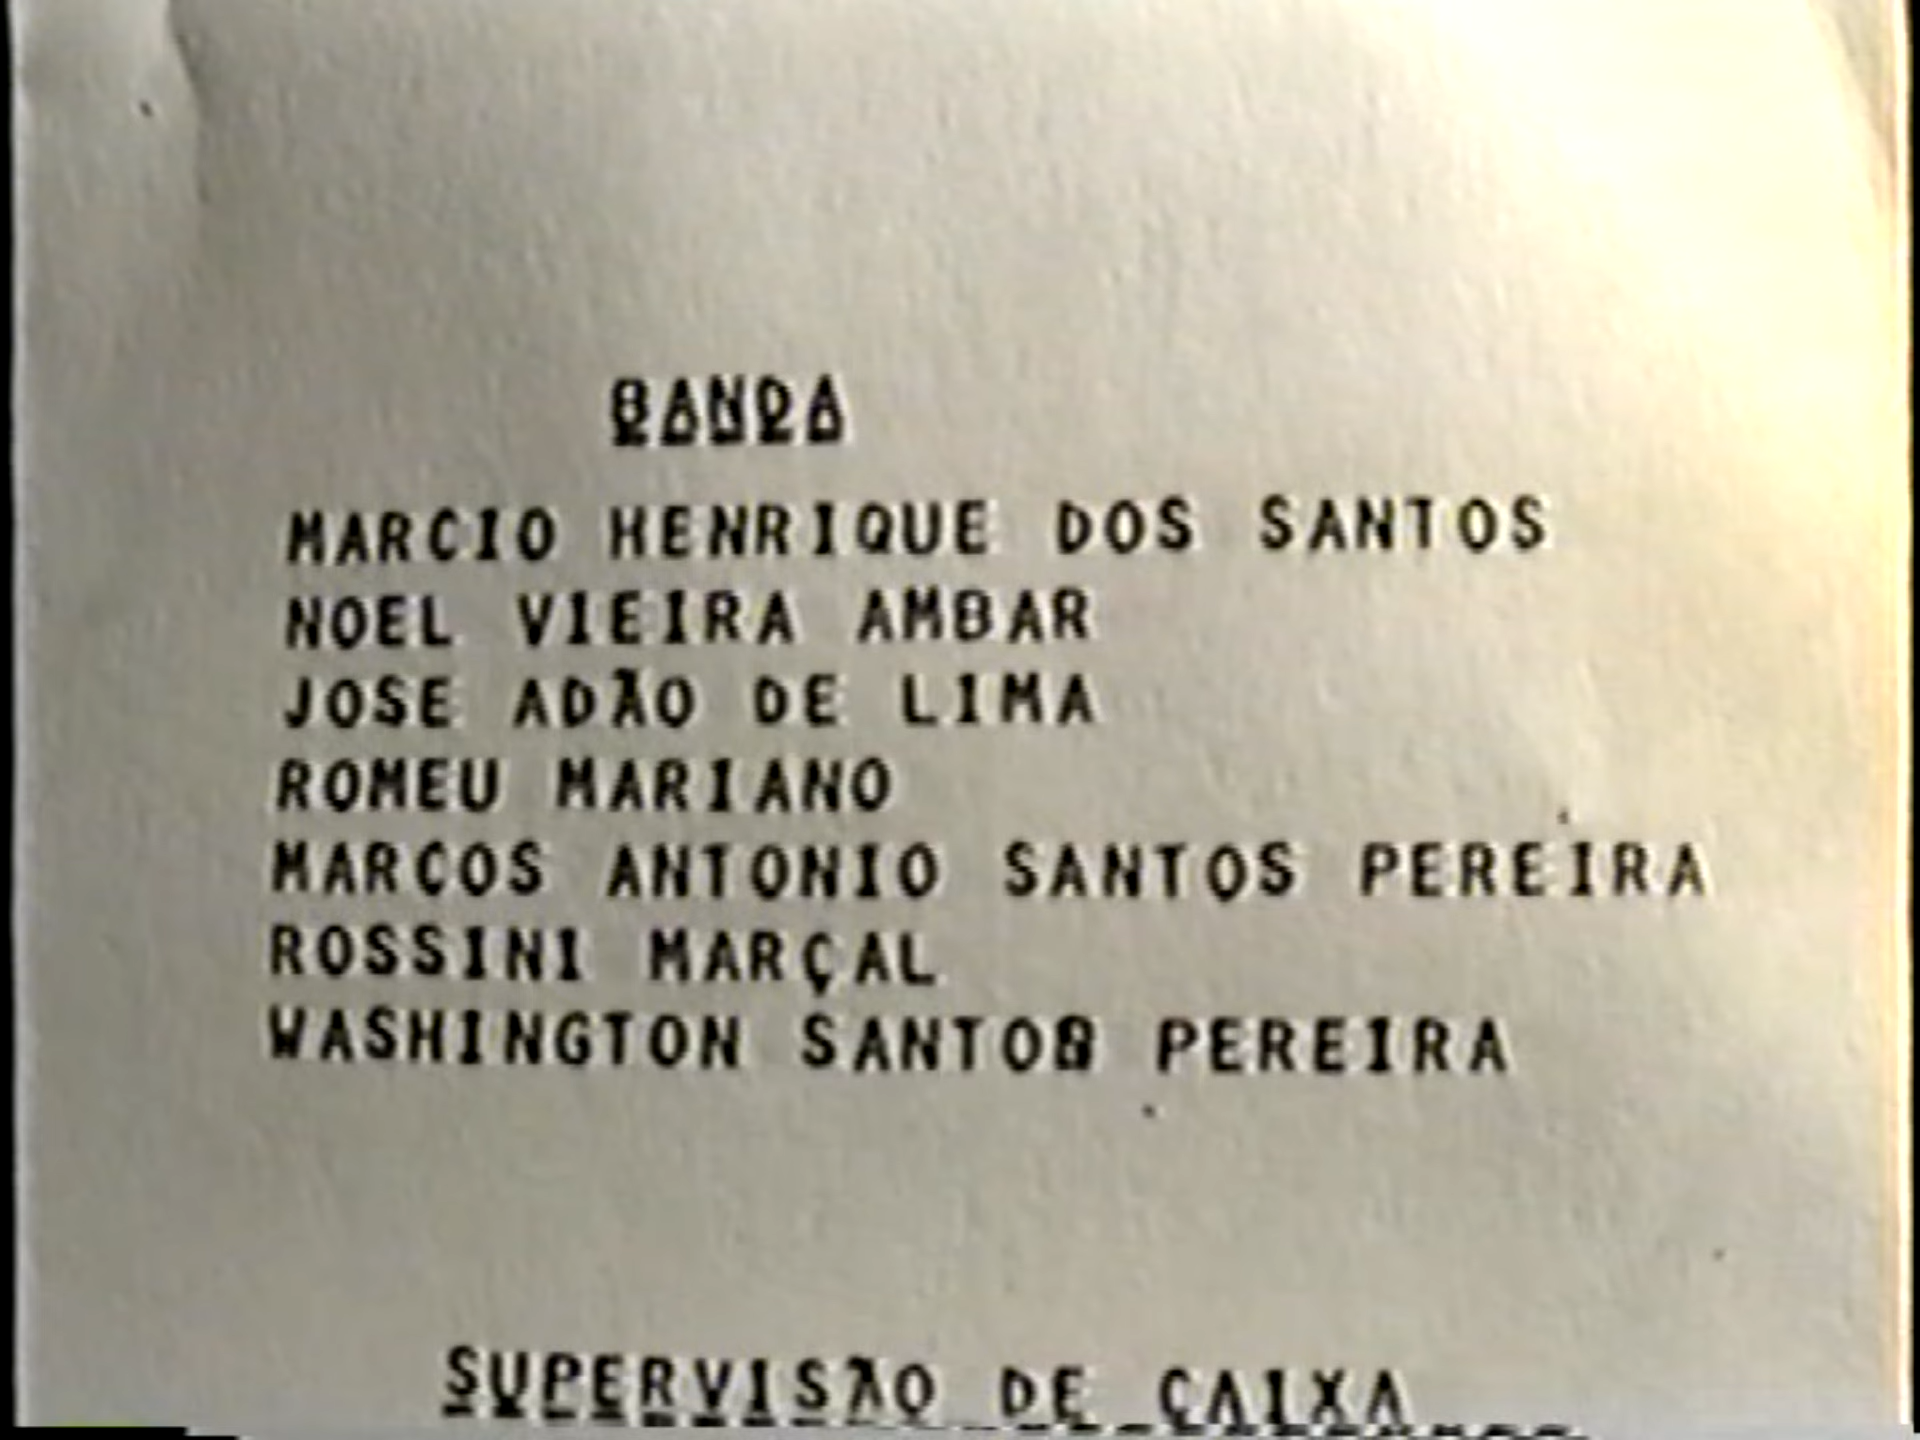 BANDA
MARCIO HENRIQUE DOS SANTOS
NOEL VIEIRA AMBAR
JOSE ADÃO DE LIMA
ROMEU MARIANO
MARCOS ANTONIO SANTOS PEREIRA
ROSSINI MARÇAL
WASHINGTON SANTOS PEREIRA
SUPERVISÃO DE CAIXA